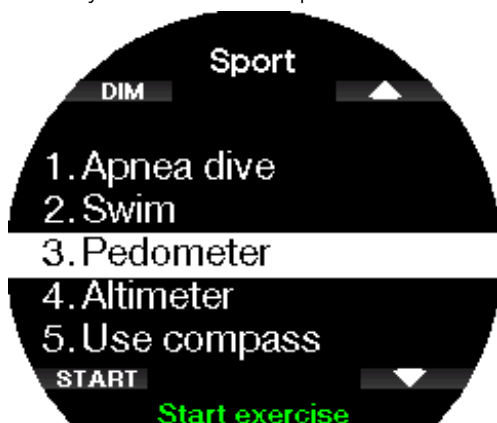 Sport
DIM
1. Apnea dive
2. Swim
3. Pedometer
4. Altimeter
5. Use compass
START
Start exercise